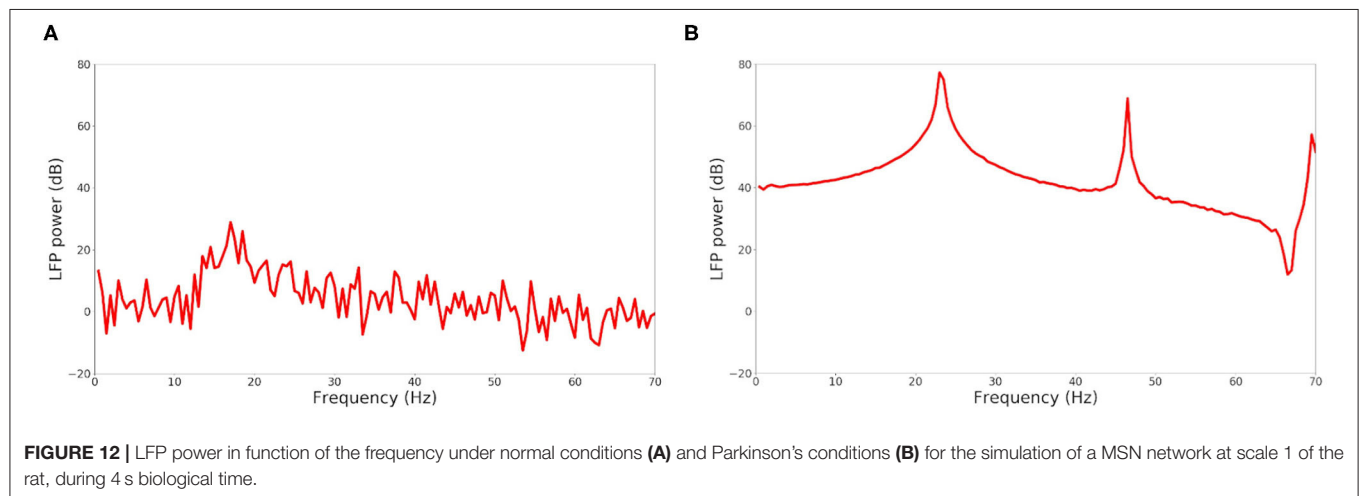 A
B
80
60
40
20
0
−20
LFP power (dB)
0 10 20 30 40 50 60 70
Frequency (Hz)
80
60
40
20
0
−20
LFP power (dB)
0 10 20 30 40 50 60 70
Frequency (Hz)
FIGURE 12 | LFP power in function of the frequency under normal conditions (A) and Parkinson's conditions (B) for the simulation of a MSN network at scale 1 of the
rat, during 4 s biological time.